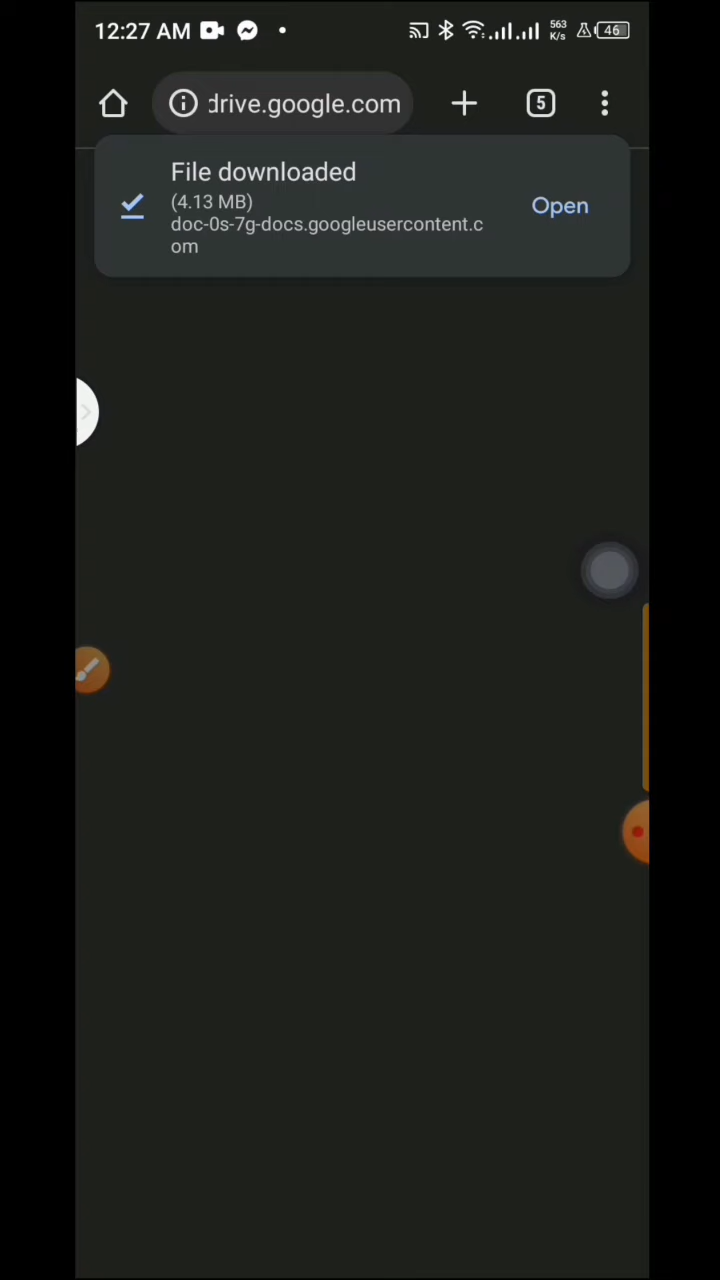 12:27 AM 563 K/s 46
drive.google.com 5
File downloaded
(4.13 MB)
doc-0s-7g-docs.googleusercontent.c
om
Open